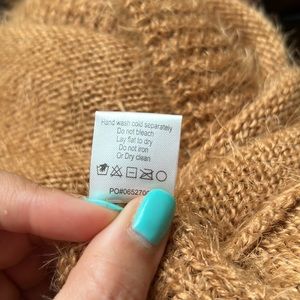 Hand wash cold separately
Do not bleach
Lay flat to dry
Do not iron
Or Dry clean